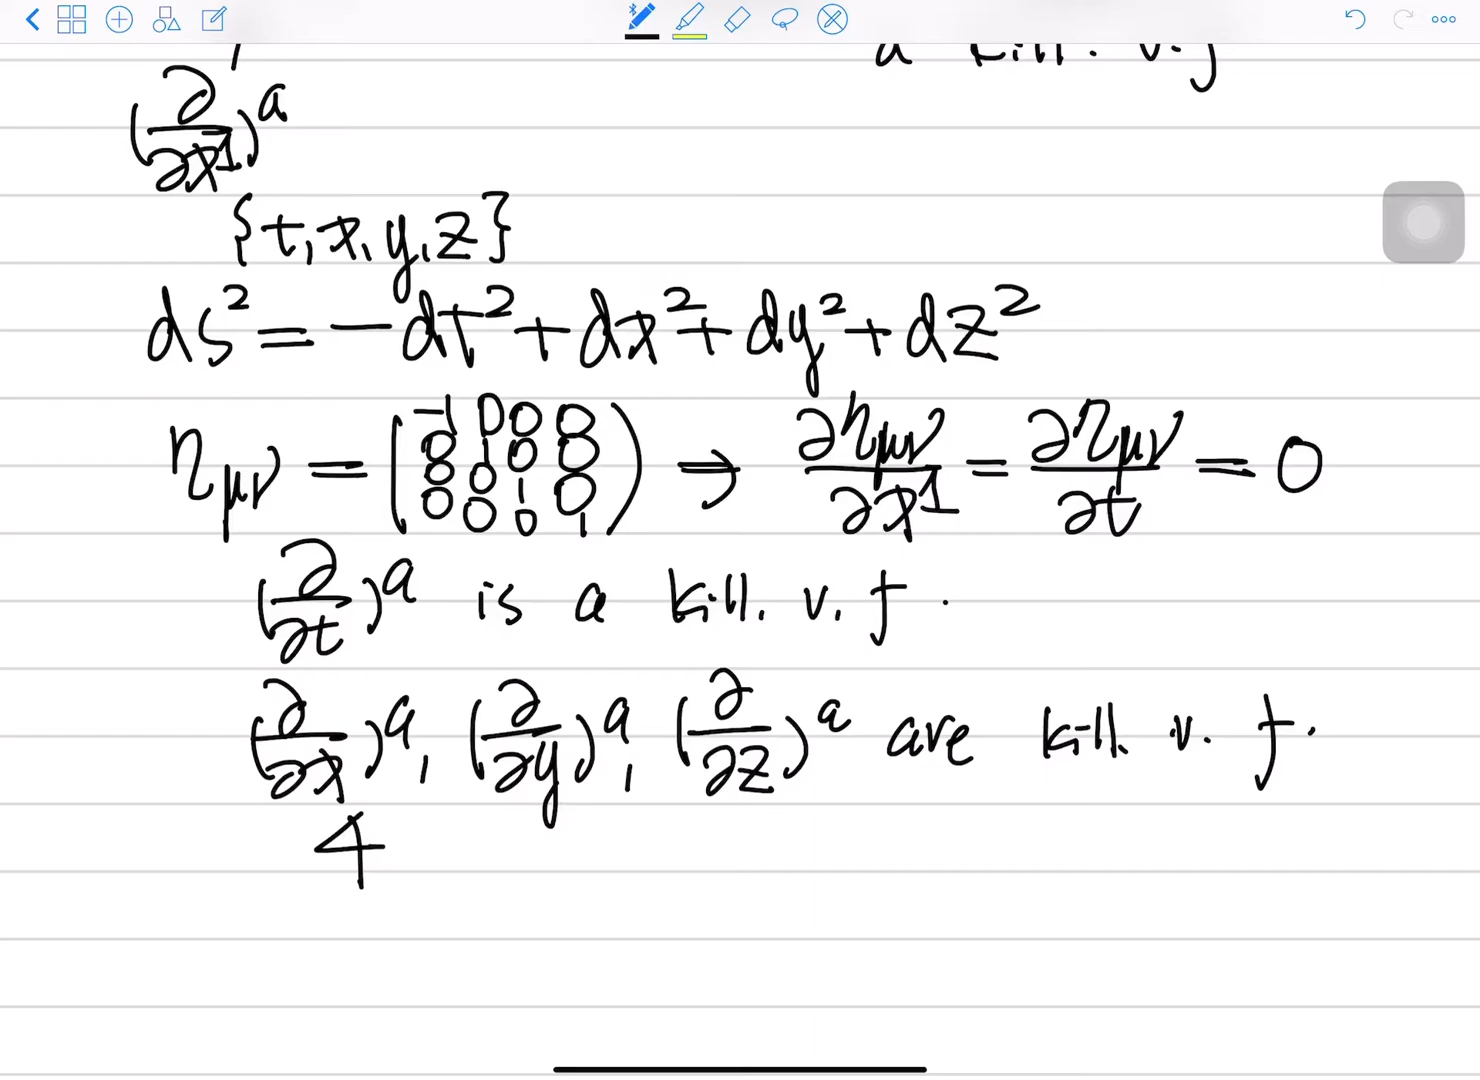 a kill. v. f
(∂/∂x¹)ᵃ
{t, x, y, z}
ds² = −dt² + dx² + dy² + dz²
η_μν = (−1 0 0 0
0 1 0 0
0 0 1 0
0 0 0 1) ⇒ ∂η_μν/∂x¹ = ∂η_μν/∂t = 0
(∂/∂t)ᵃ is a kill. v. f.
(∂/∂x)ᵃ, (∂/∂y)ᵃ, (∂/∂z)ᵃ are kill. v. f.
4